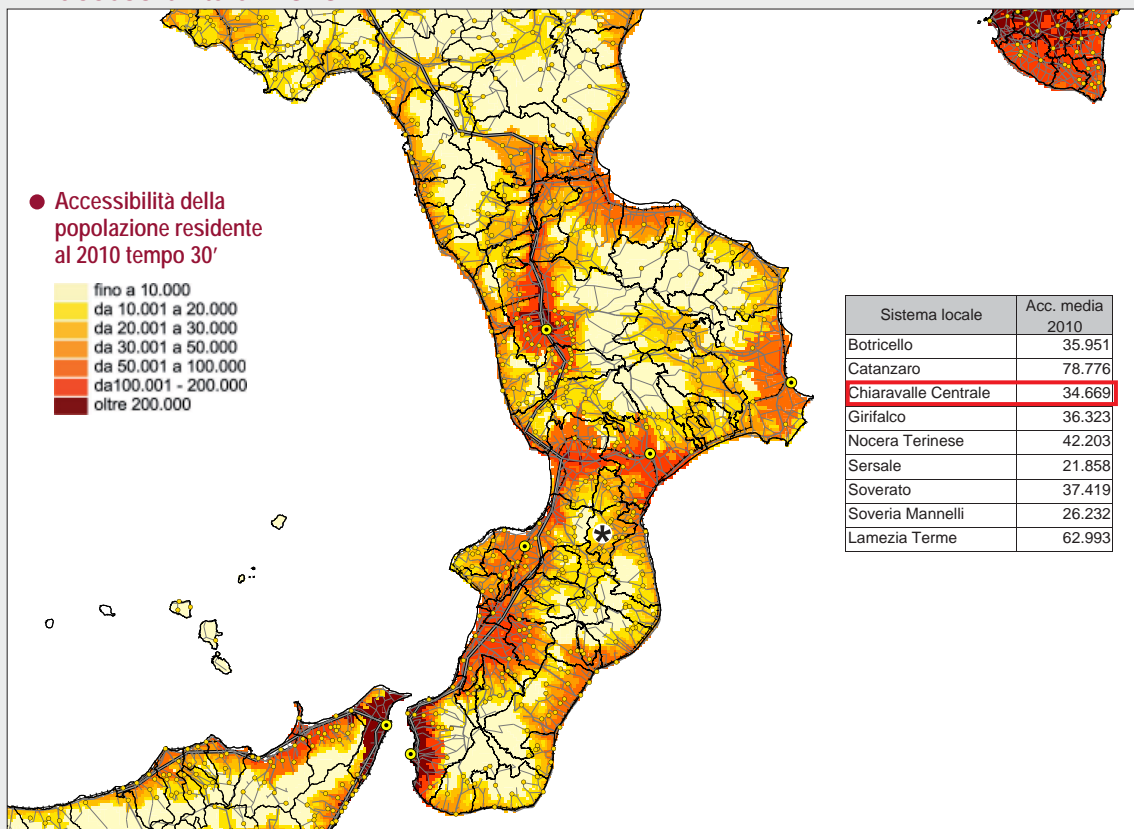 ● Accessibilità della
popolazione residente
al 2010 tempo 30′
fino a 10.000
da 10.001 a 20.000
da 20.001 a 30.000
da 30.001 a 50.000
da 50.001 a 100.000
da100.001 - 200.000
oltre 200.000
Sistema locale Acc. media 2010
Botricello 35.951
Catanzaro 78.776
Chiaravalle Centrale 34.669
Girifalco 36.323
Nocera Terinese 42.203
Sersale 21.858
Soverato 37.419
Soveria Mannelli 26.232
Lamezia Terme 62.993
*